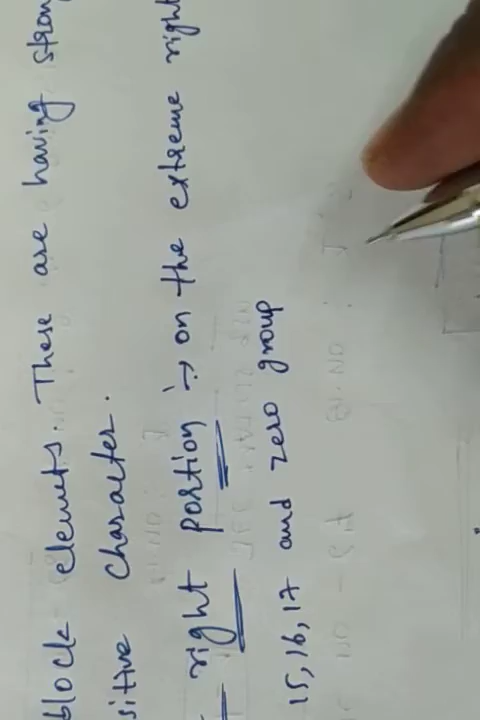 block elements. These are having strong
sitive character.
right portion :→ on the extreme right
15, 16, 17 and zero group